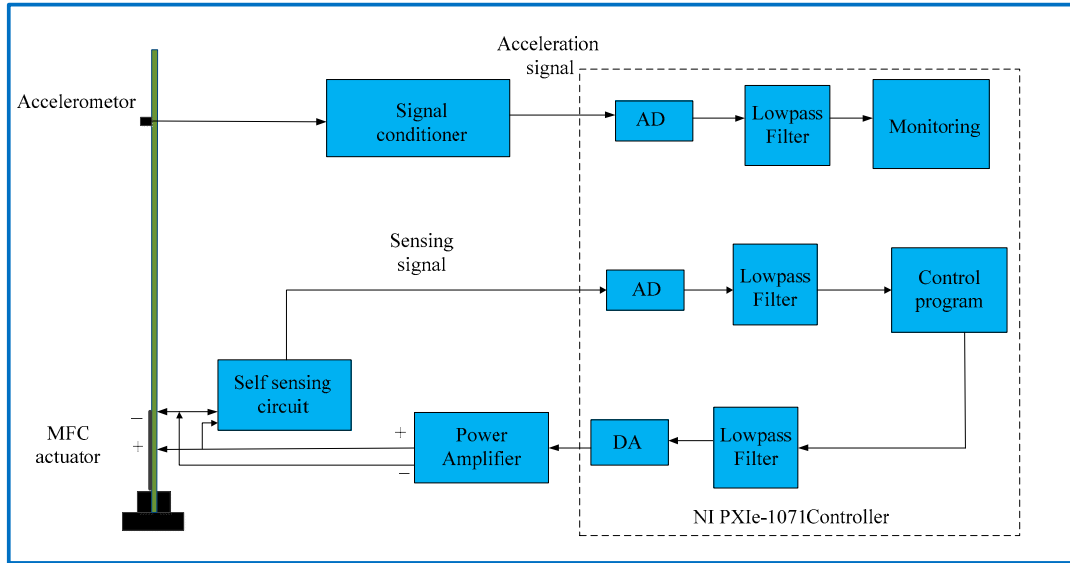 Acceleration
signal
Accelerometor
Signal
conditioner
AD
Lowpass
Filter
Monitoring
Sensing
signal
AD
Lowpass
Filter
Control
program
Self sensing
circuit
−
+
MFC
actuator
+
−
Power
Amplifier
DA
Lowpass
Filter
NI PXIe-1071Controller